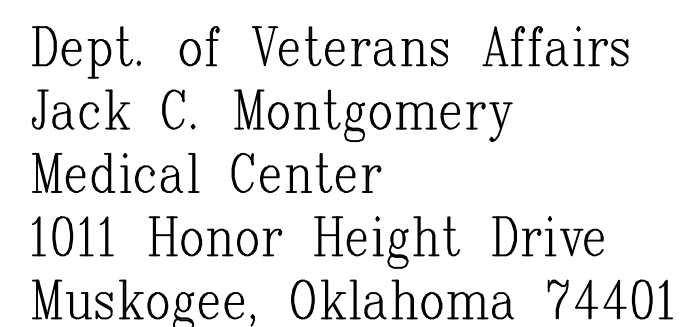 Dept. of Veterans Affairs
Jack C. Montgomery
Medical Center
1011 Honor Height Drive
Muskogee, Oklahoma 74401